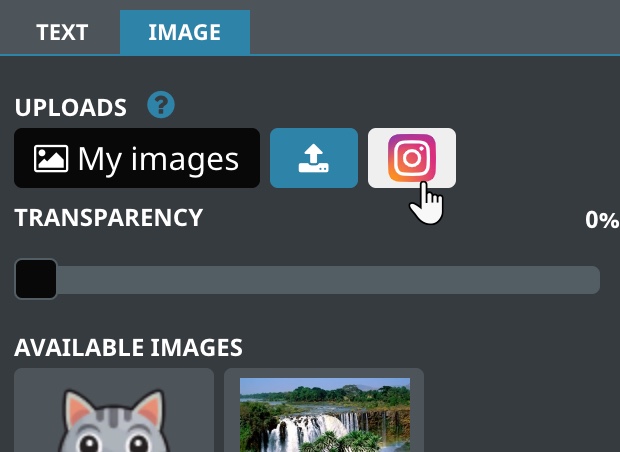 TEXT IMAGE
UPLOADS ?
My images
TRANSPARENCY 0%
AVAILABLE IMAGES